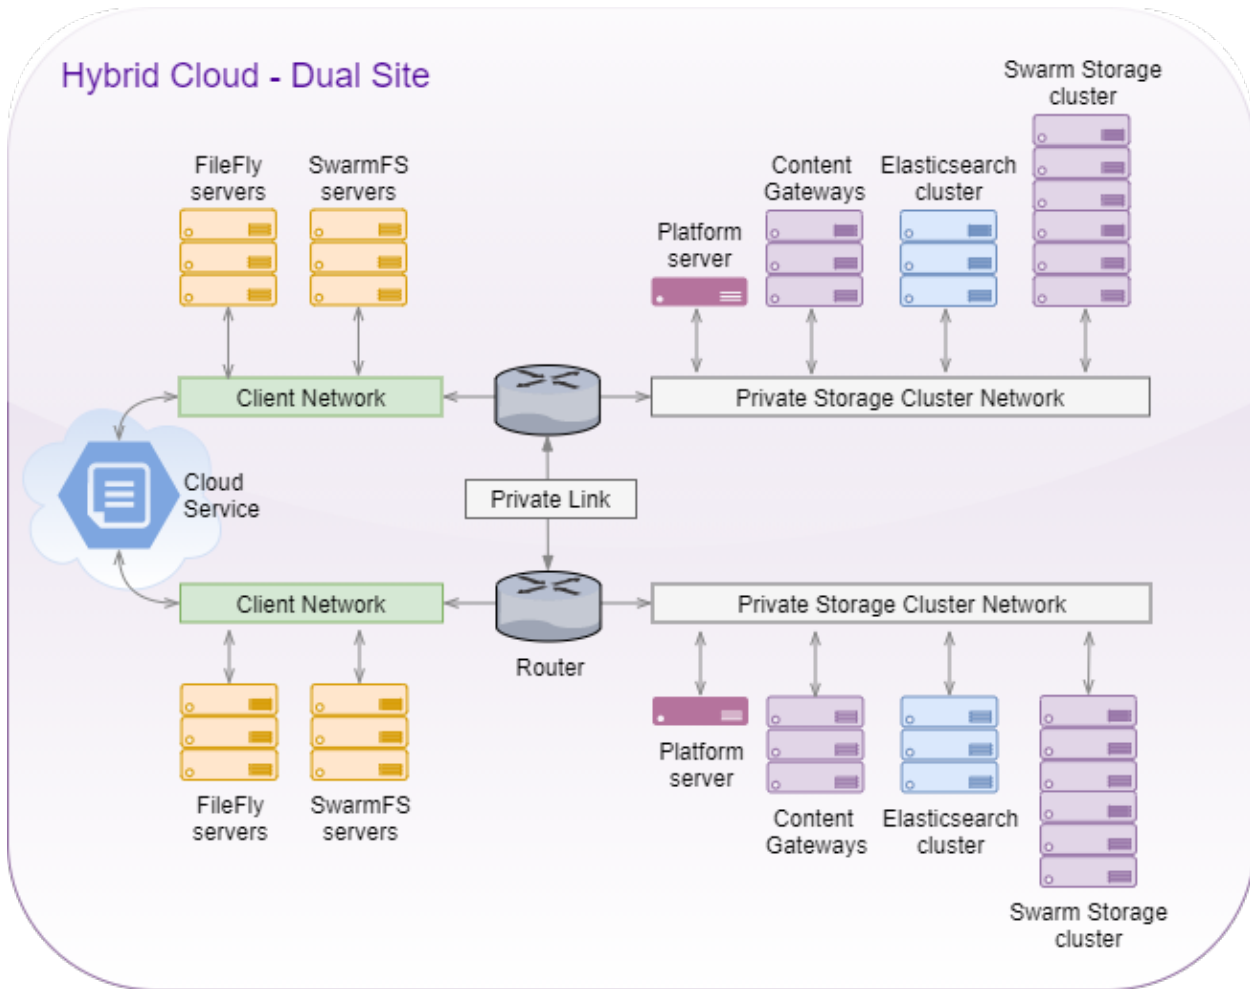 Hybrid Cloud - Dual Site
Swarm Storage
cluster
FileFly
servers
SwarmFS
servers
Content
Gateways
Elasticsearch
cluster
Platform
server
Client Network
Private Storage Cluster Network
Cloud
Service
Private Link
Client Network
Private Storage Cluster Network
Router
Platform
server
FileFly
servers
SwarmFS
servers
Content
Gateways
Elasticsearch
cluster
Swarm Storage
cluster